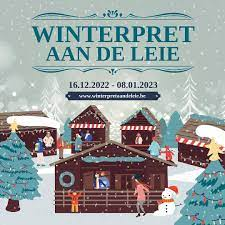 WINTERPRET
AAN DE LEIE
16.12.2022 - 08.01.2023
www.winterpretaandeleie.be